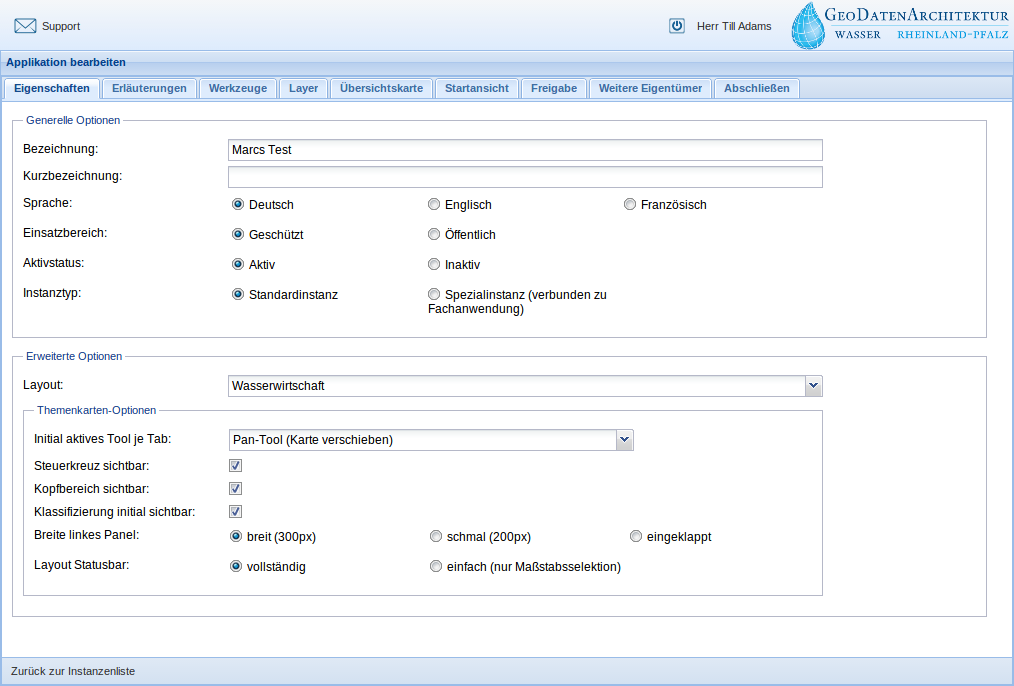 Support
Herr Till Adams
GeoDatenArchitektur
WASSER RHEINLAND-PFALZ
Applikation bearbeiten
Eigenschaften Erläuterungen Werkzeuge Layer Übersichtskarte Startansicht Freigabe Weitere Eigentümer Abschließen
Generelle Optionen
Bezeichnung: Marcs Test
Kurzbezeichnung:
Sprache: Deutsch Englisch Französisch
Einsatzbereich: Geschützt Öffentlich
Aktivstatus: Aktiv Inaktiv
Instanztyp: Standardinstanz Spezialinstanz (verbunden zu
Fachanwendung)
Erweiterte Optionen
Layout: Wasserwirtschaft
Themenkarten-Optionen
Initial aktives Tool je Tab: Pan-Tool (Karte verschieben)
Steuerkreuz sichtbar:
Kopfbereich sichtbar:
Klassifizierung initial sichtbar:
Breite linkes Panel: breit (300px) schmal (200px) eingeklappt
Layout Statusbar: vollständig einfach (nur Maßstabsselektion)
Zurück zur Instanzenliste